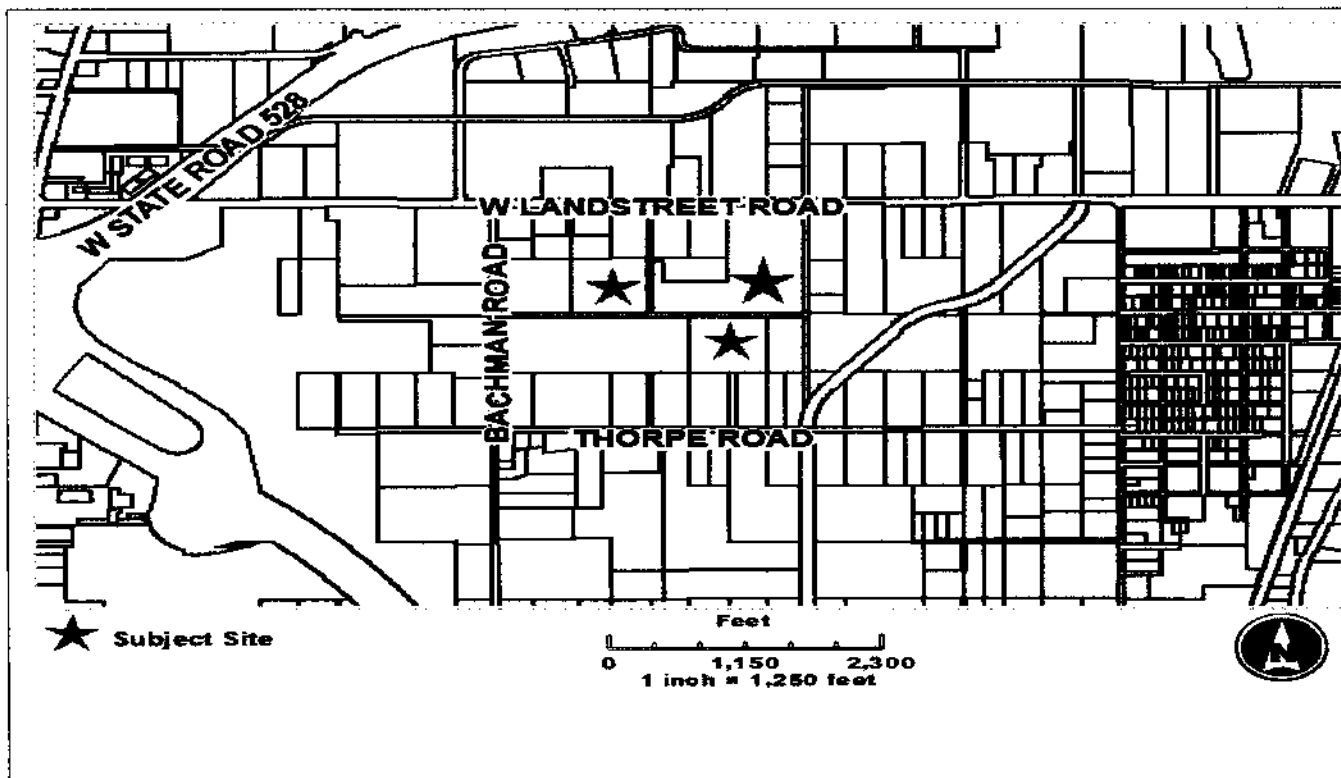 W STATE ROAD 528
W LANDSTREET ROAD
BACHMAN ROAD
THORPE ROAD
Subject Site
Feet
0 1,150 2,300
1 inch = 1,250 feet
N